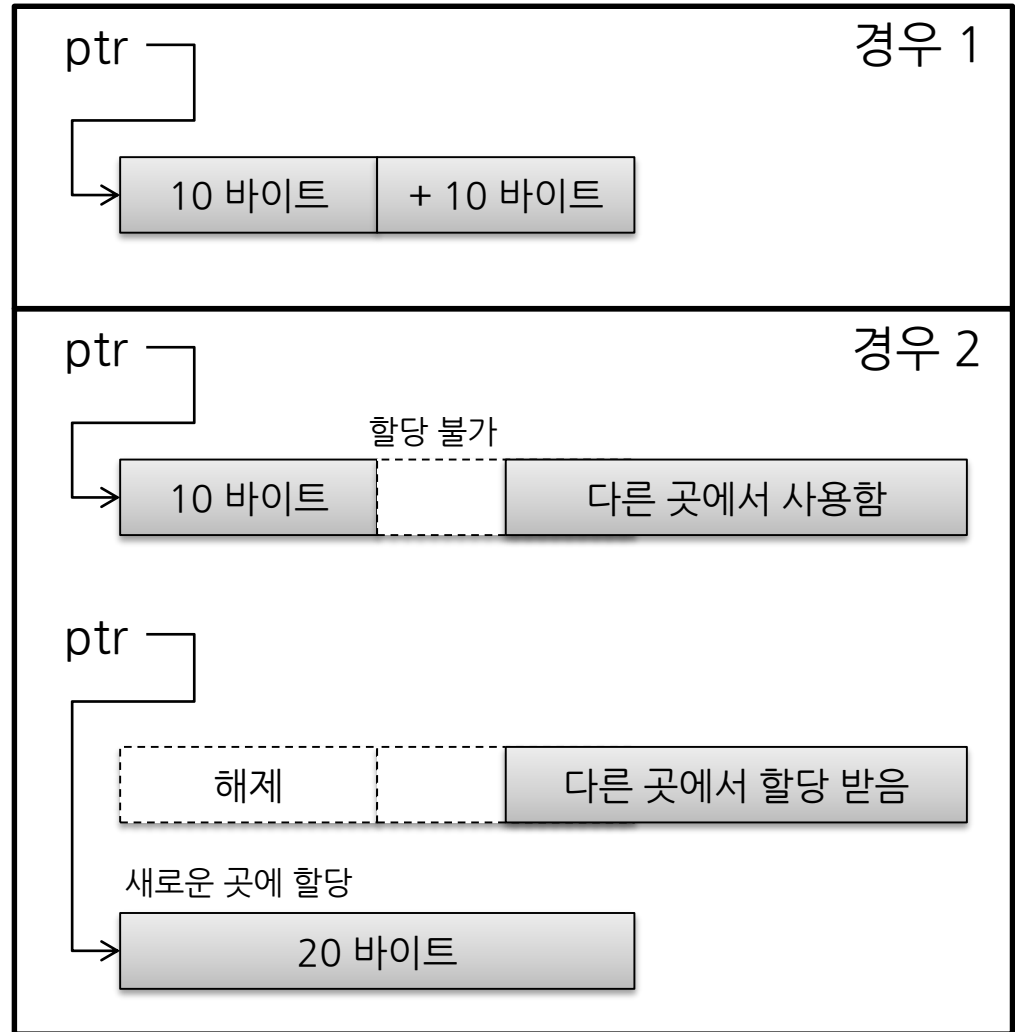 ptr
경우 1
10 바이트
+ 10 바이트
ptr
경우 2
할당 불가
10 바이트
다른 곳에서 사용함
ptr
해제
다른 곳에서 할당 받음
새로운 곳에 할당
20 바이트